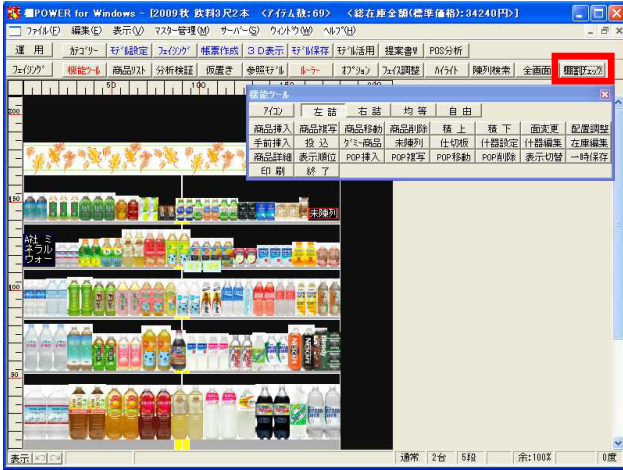 棚POWER for Windows - [2009秋 飲料3尺2本 <アイテム数:69> <総在庫金額(標準価格):34240円>]
ファイル(F) 編集(E) 表示(V) マスター管理(M) サーバー(S) ウィンドウ(W) ヘルプ(H)
運 用 カテゴリー モデル設定 フェイシング 帳票作成 3D表示 モデル保存 モデル活用 提案書W POS分析
フェイシング 機能ツール 商品リスト 分析検証 仮置き 参照モデル ルーラー オプション フェイス調整 ハイライト 陳列検索 全画面 棚割チェック
50 100 200
機能ツール
アイコン 左 詰 右 詰 均 等 自 由
商品挿入 商品複写 商品移動 商品削除 積 上 積 下 面変更 配置調整
手前挿入 投 込 ダミー商品 未陳列 仕切板 什器設定 什器編集 在庫編集
商品詳細 表示順位 POP挿入 POP複写 POP移動 POP削除 表示切替 一時保存
印 刷 終 了
200
150
未陳列
A社 ミ
ネラル
ウォー
100
50
表示 通常 2台 5段 余:100% 0度